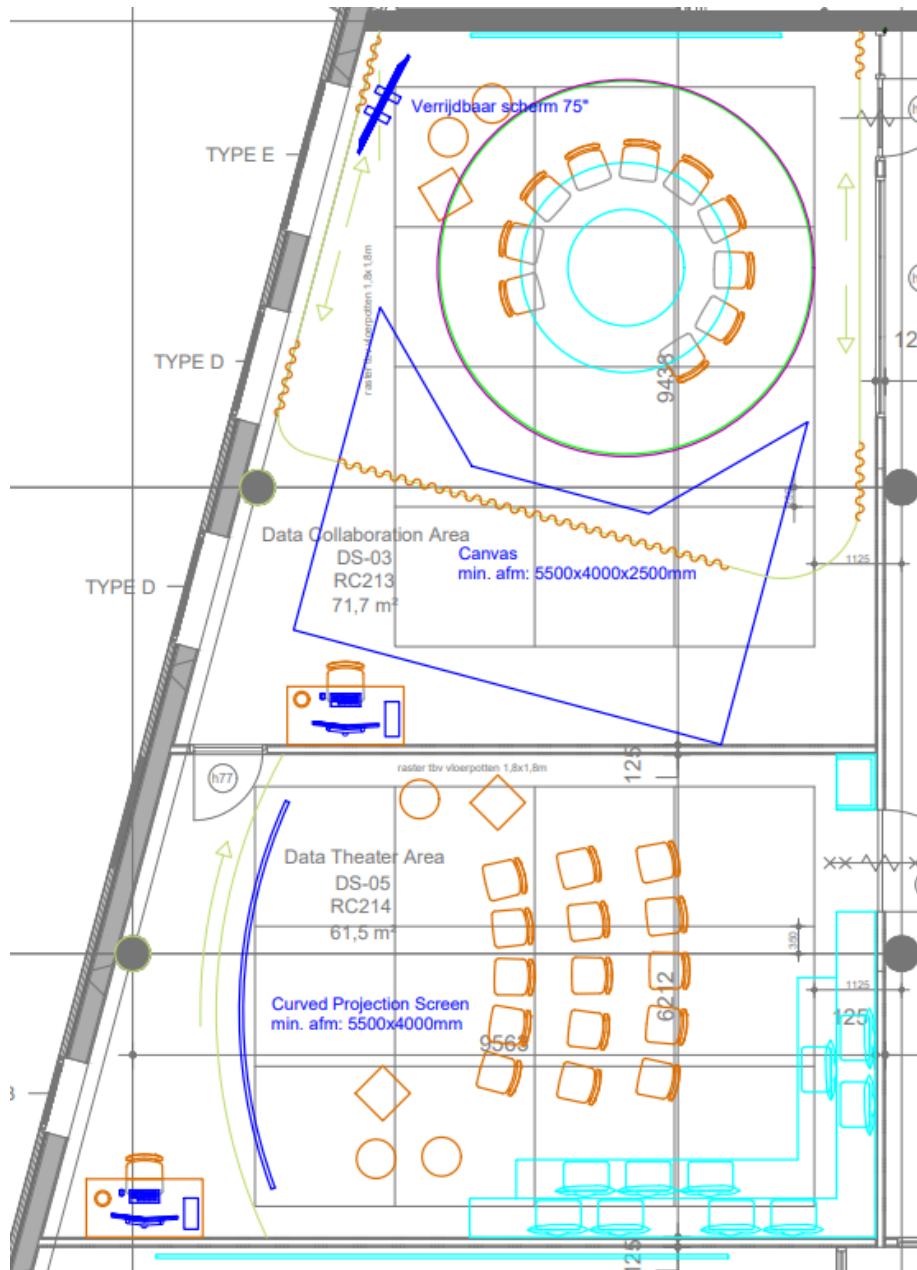 Verrijdbaar scherm 75"
TYPE E
raster tbv vloerpotten 1,8x1,8m
TYPE D
9438
12
Data Collaboration Area
DS-03
RC213
71,7 m²
Canvas
min. afm: 5500x4000x2500mm
1125
TYPE D
125
h77
raster tbv vloerpotten 1,8x1,8m
Data Theater Area
DS-05
RC214
61,5 m²
350
1125
6212
125
Curved Projection Screen
min. afm: 5500x4000mm
9563
125